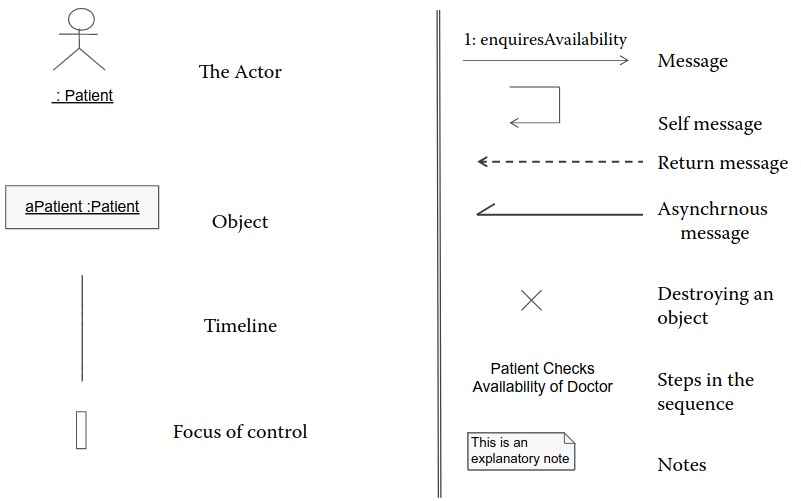 The Actor
: Patient
aPatient :Patient
Object
Timeline
Focus of control
1: enquiresAvailability
Message
Self message
Return message
Asynchrnous
message
Destroying an
object
Patient Checks
Availability of Doctor
Steps in the
sequence
This is an
explanatory note
Notes